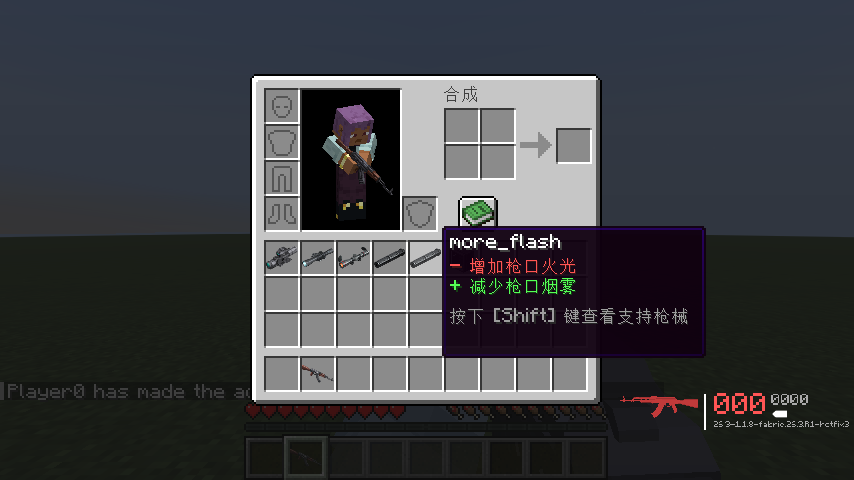 合成
more_flash
- 增加枪口火光
+ 减少枪口烟雾
按下 [Shift] 键查看支持枪械
Player0 has made the ad
000 0000